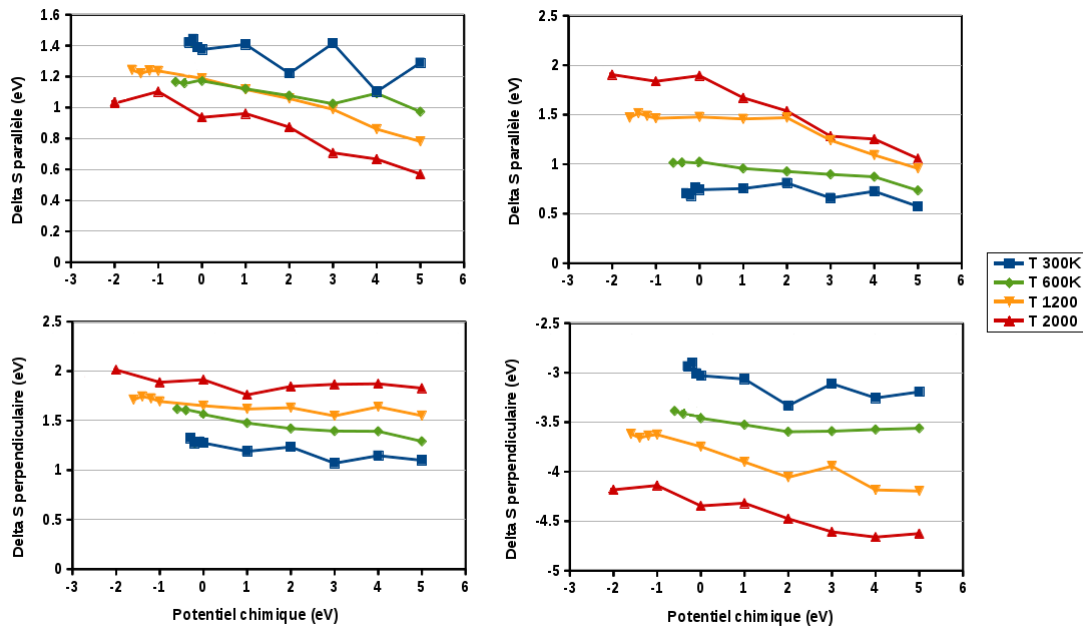 1.6
1.4
1.2
1
0.8
0.6
0.4
0.2
0
-3 -2 -1 0 1 2 3 4 5 6
Delta S parallèle (eV)
2.5
2
1.5
1
0.5
0
-3 -2 -1 0 1 2 3 4 5 6
Delta S parallèle (eV)
T 300K
T 600K
T 1200
T 2000
2.5
2
1.5
1
0.5
0
-3 -2 -1 0 1 2 3 4 5 6
Delta S perpendiculaire (eV)
Potentiel chimique (eV)
-2.5
-3
-3.5
-4
-4.5
-5
-3 -2 -1 0 1 2 3 4 5 6
Delta S perpendiculaire (eV)
Potentiel chimique (eV)